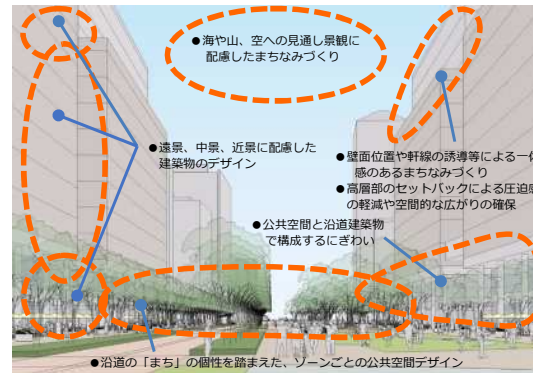 ●海や山、空への見通し景観に
配慮したまちなみづくり
●遠景、中景、近景に配慮した
建築物のデザイン
●壁面位置や軒線の誘導等による一体
感のあるまちなみづくり
●高層部のセットバックによる圧迫感
の軽減や空間的な広がりの確保
●公共空間と沿道建築物
で構成するにぎわい
●沿道の「まち」の個性を踏まえた、ゾーンごとの公共空間デザイン